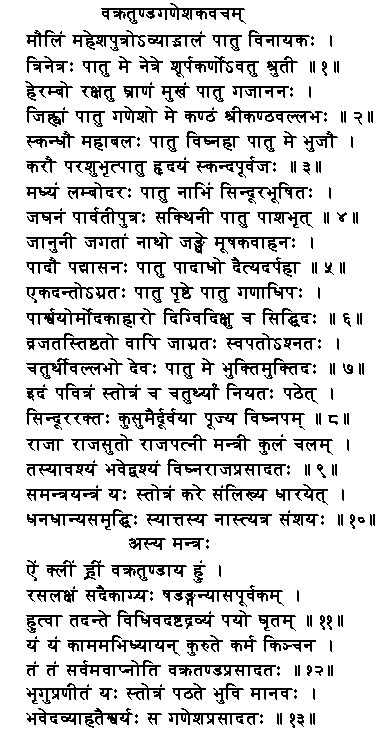 वक्रतुण्डगणेशकवचम्
मौलिं महेशपुत्रोऽव्याद्भालं पातु विनायकः ।
त्रिनेत्रः पातु मे नेत्रे शूर्पकर्णोऽवतु श्रुती ॥१॥
हेरम्बो रक्षतु घ्राणं मुखं पातु गजाननः ।
जिह्वां पातु गणेशो मे कण्ठं श्रीकण्ठवल्लभः ॥२॥
स्कन्धौ महाबलः पातु विघ्नहा पातु मे भुजौ ।
करौ परशुभृत्पातु हृदयं स्कन्दपूर्वजः ॥३॥
मध्यं लम्बोदरः पातु नाभिं सिन्दूरभूषितः ।
जघनं पार्वतीपुत्रः सक्थिनी पातु पाशभृत् ॥४॥
जानुनी जगतां नाथो जङ्घे मूषकवाहनः ।
पादौ पद्मासनः पातु पादाधो दैत्यदर्पहा ॥५॥
एकदन्तोऽग्रतः पातु पृष्ठे पातु गणाधिपः ।
पार्श्वयोर्मोदकाहारो दिग्विदिक्षु च सिद्धिदः ॥६॥
व्रजतस्तिष्ठतो वापि जाग्रतः स्वपतोऽश्नतः ।
चतुर्थीवल्लभो देवः पातु मे भुक्तिमुक्तिदः ॥७॥
इदं पवित्रं स्तोत्रं च चतुर्थ्यां नियतः पठेत् ।
सिन्दूररक्तः कुसुमैर्दूर्वया पूज्य विघ्नपम् ॥८॥
राजा राजसुतो राजपत्नी मन्त्री कुलं चलम् ।
तस्यावश्यं भवेद्वश्यं विघ्नराजप्रसादतः ॥९॥
समन्त्रयन्त्रं यः स्तोत्रं करे संलिख्य धारयेत् ।
धनधान्यसमृद्धिः स्यात्तस्य नास्त्यत्र संशयः ॥१०॥
अस्य मन्त्रः
ऐं क्लीं ह्रीं वक्रतुण्डाय हुं ।
रसलक्षं सदैकाग्र्यः षडङ्गन्यासपूर्वकम् ।
हुत्वा तदन्ते विधिवदष्टद्रव्यं पयो घृतम् ॥११॥
यं यं काममभिध्यायन् कुरुते कर्म किञ्चन ।
तं तं सर्वमवाप्नोति वक्रतण्डप्रसादतः ॥१२॥
भृगुप्रणीतं यः स्तोत्रं पठते भुवि मानवः ।
भवेदव्याहतैश्वर्यः स गणेशप्रसादतः ॥१३॥